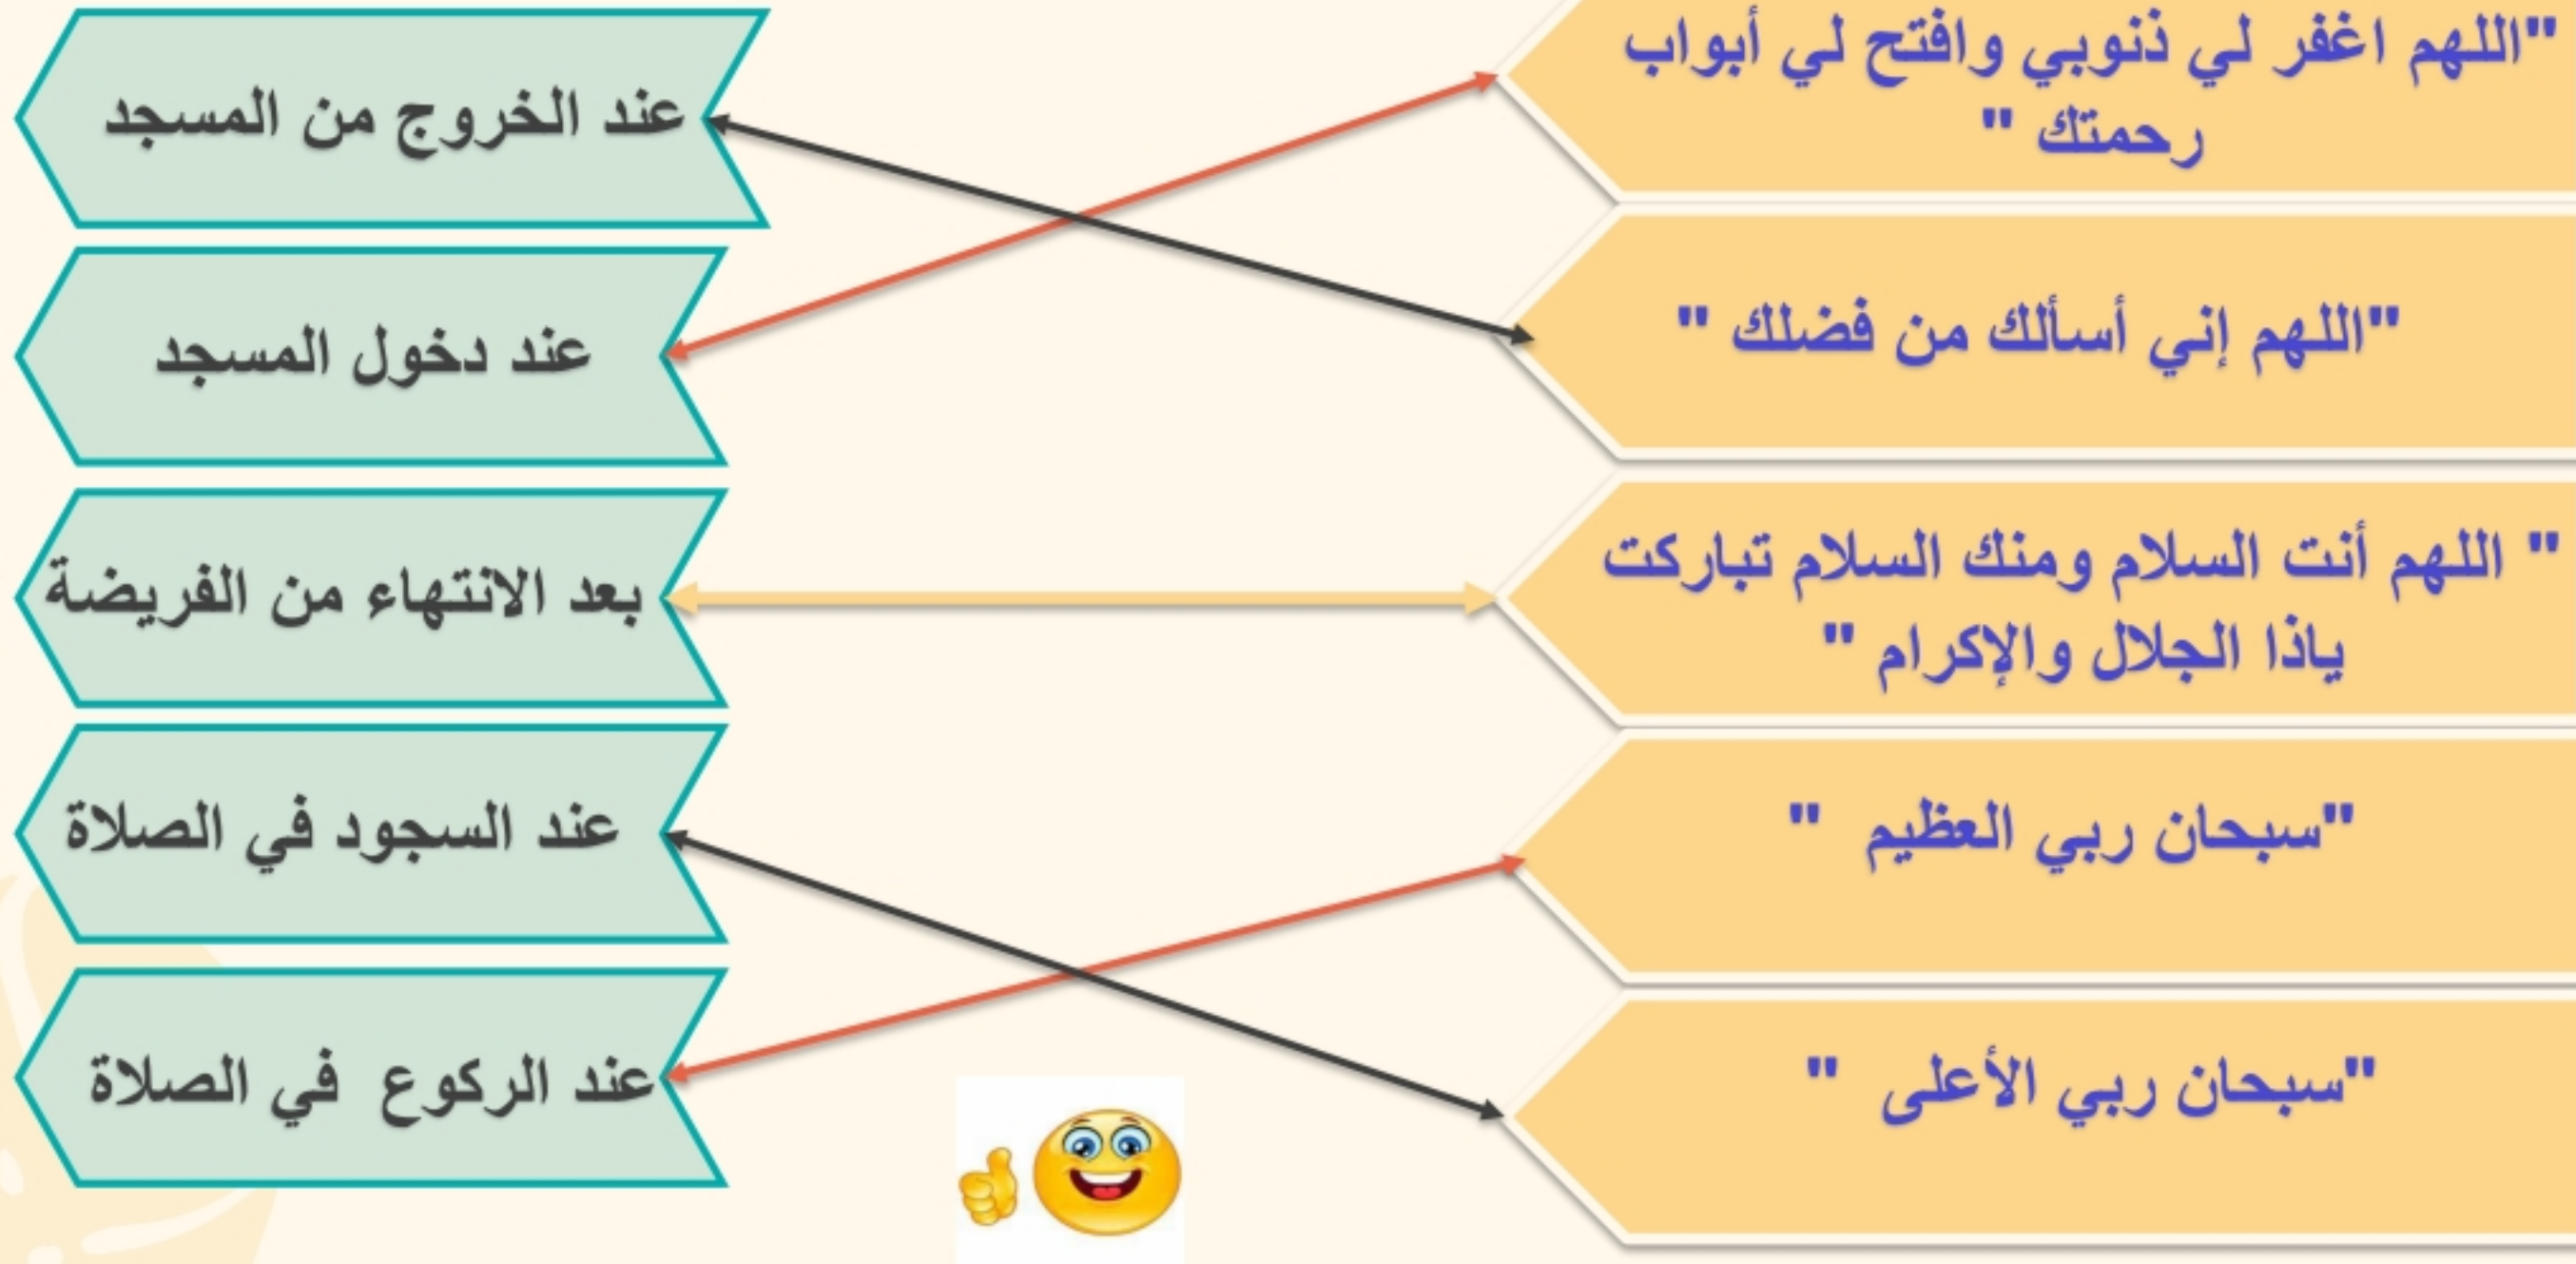 "اللهم اغفر لي ذنوبي وافتح لي أبواب
رحمتك "
عند الخروج من المسجد
"اللهم إني أسألك من فضلك "
عند دخول المسجد
" اللهم أنت السلام ومنك السلام تباركت
ياذا الجلال والإكرام "
بعد الانتهاء من الفريضة
"سبحان ربي العظيم "
عند السجود في الصلاة
"سبحان ربي الأعلى "
عند الركوع في الصلاة